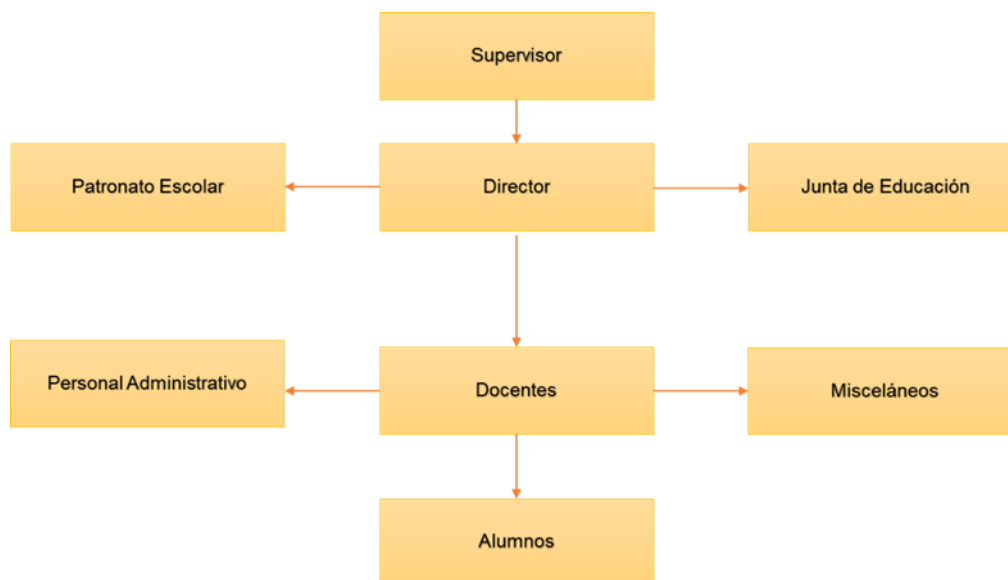 Supervisor
Patronato Escolar
Director
Junta de Educación
Personal Administrativo
Docentes
Misceláneos
Alumnos